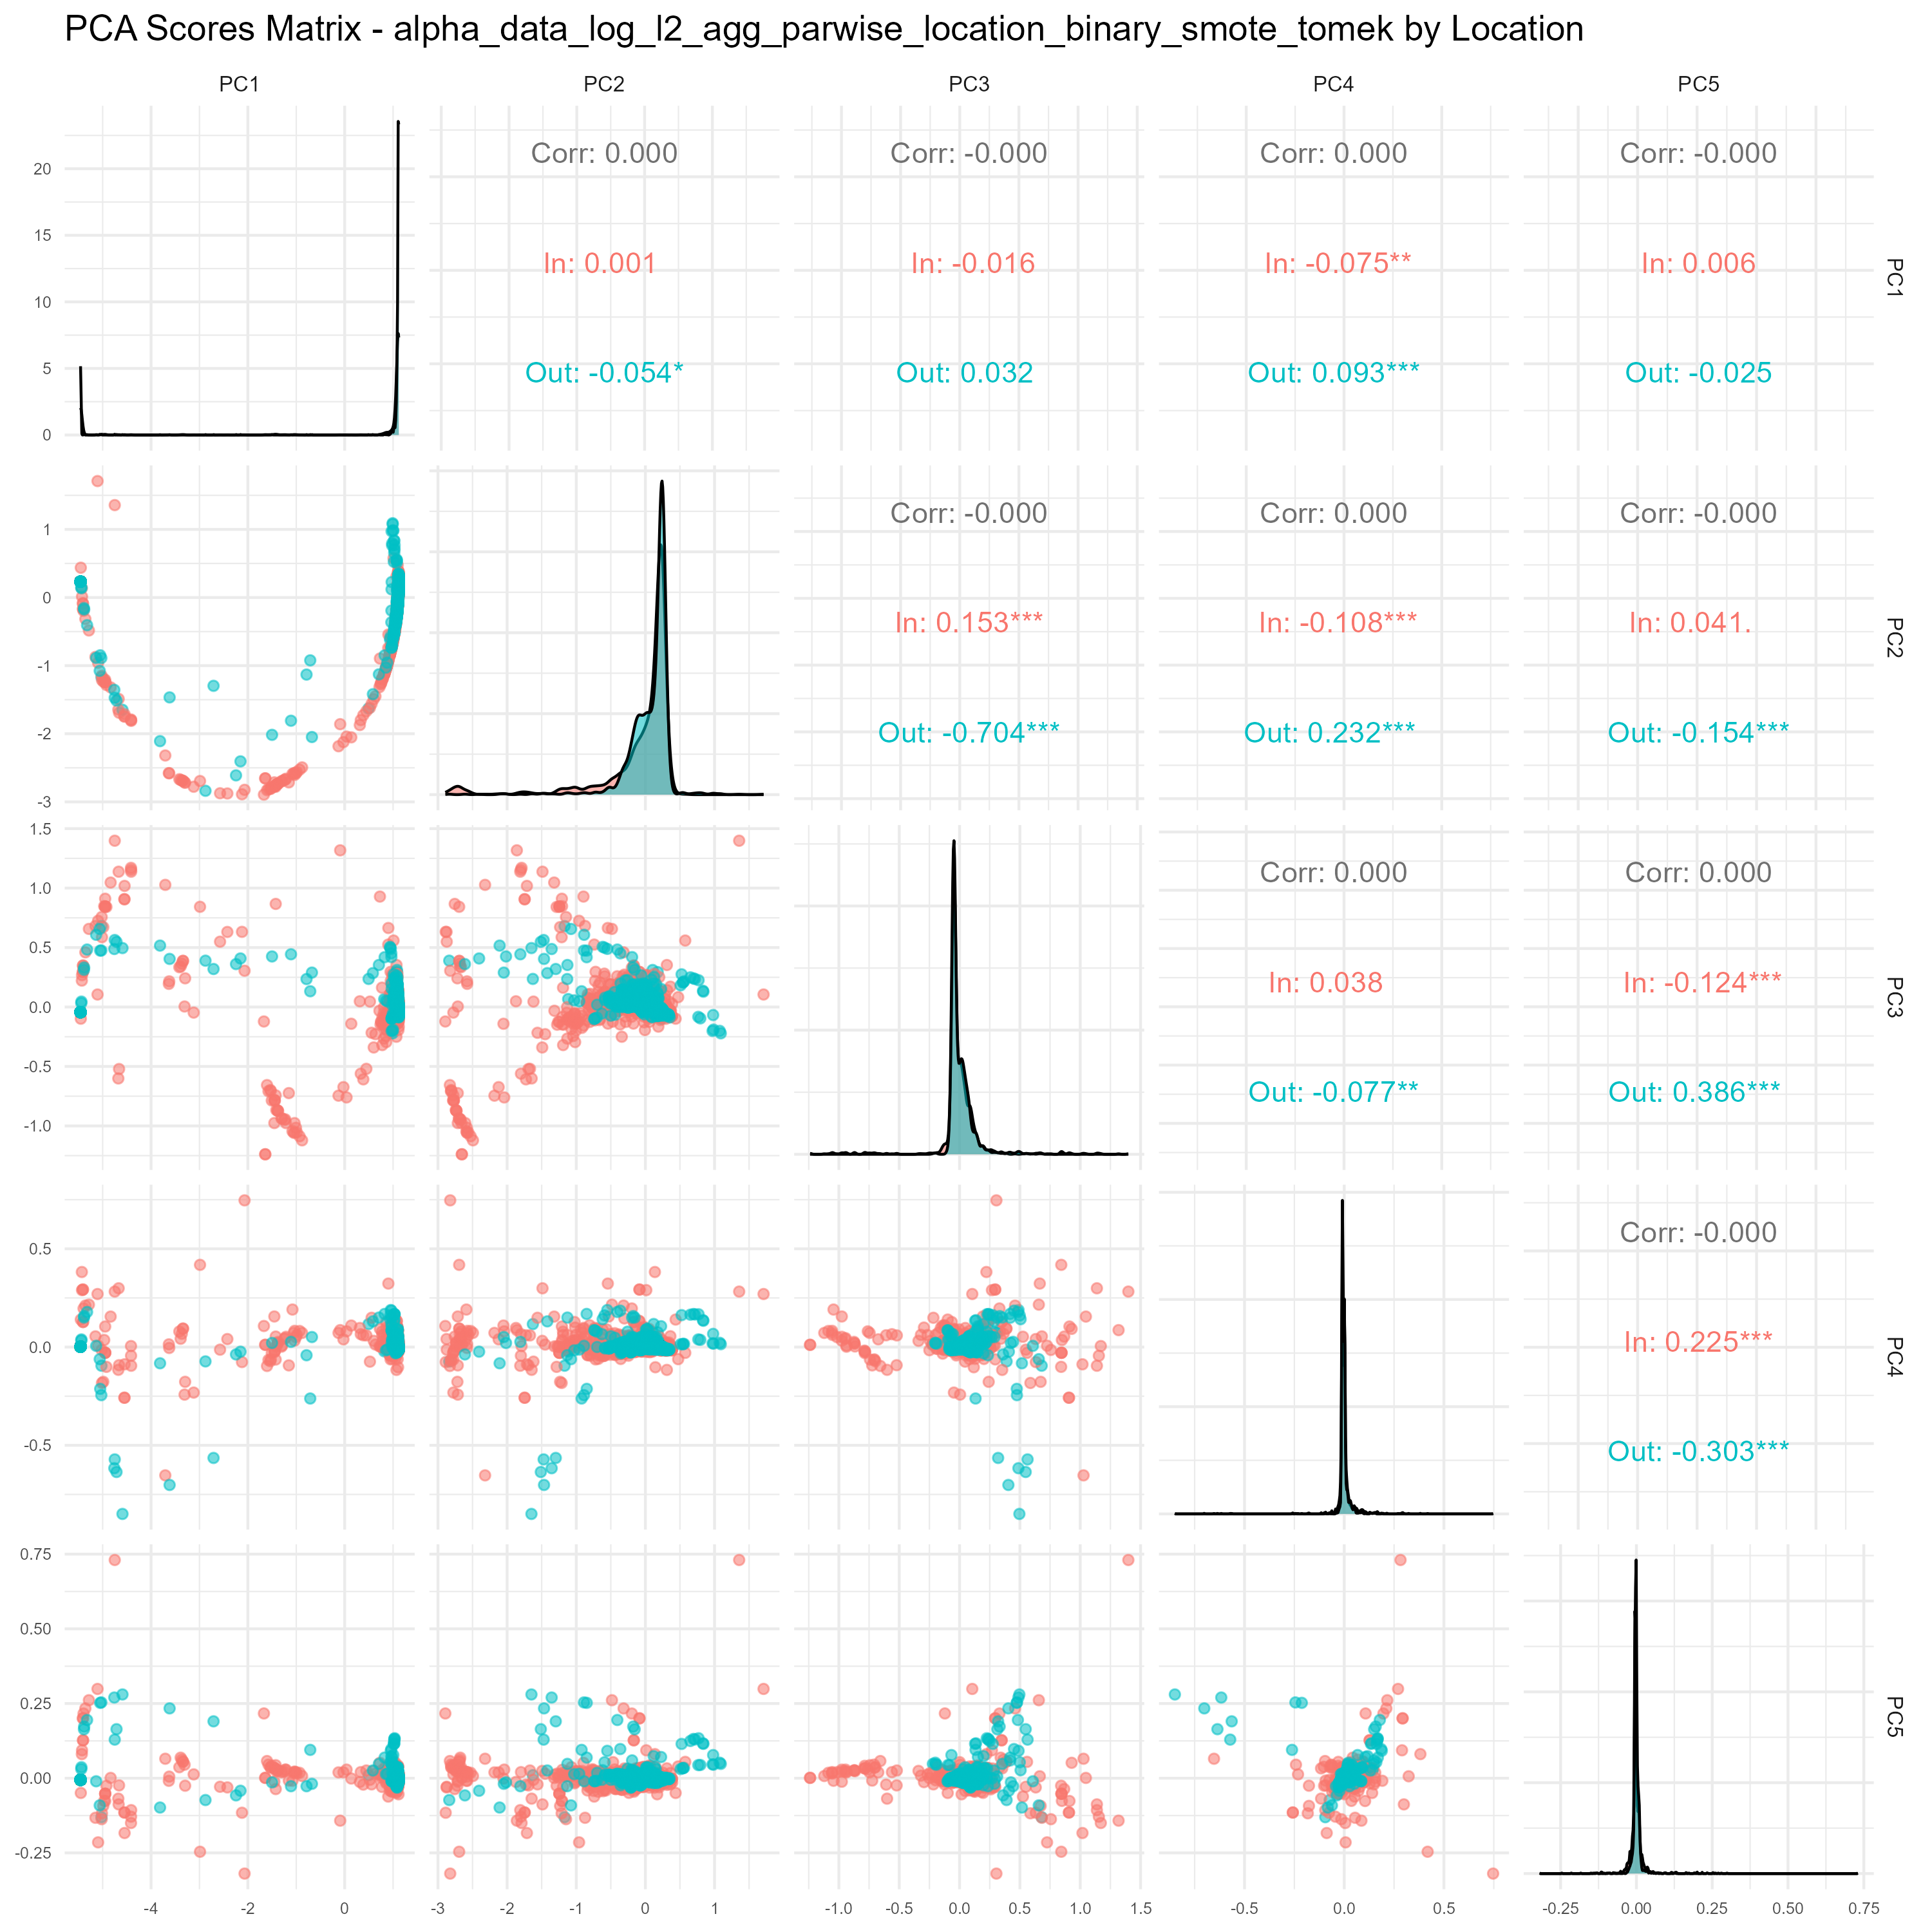 PCA Scores Matrix - alpha_data_log_l2_agg_parwise_location_binary_smote_tomek by Location
PC1 PC2 PC3 PC4 PC5
20
15
10
5
0
Corr: 0.000
In: 0.001
Out: -0.054*
Corr: -0.000
In: -0.016
Out: 0.032
Corr: 0.000
In: -0.075**
Out: 0.093***
Corr: -0.000
In: 0.006
Out: -0.025
PC1
1
0
-1
-2
-3
Corr: -0.000
In: 0.153***
Out: -0.704***
Corr: 0.000
In: -0.108***
Out: 0.232***
Corr: -0.000
In: 0.041.
Out: -0.154***
PC2
1.5
1.0
0.5
0.0
-0.5
-1.0
Corr: 0.000
In: 0.038
Out: -0.077**
Corr: 0.000
In: -0.124***
Out: 0.386***
PC3
0.5
0.0
-0.5
Corr: -0.000
In: 0.225***
Out: -0.303***
PC4
0.75
0.50
0.25
0.00
-0.25
PC5
-4 -2 0
-3 -2 -1 0 1
-1.0 -0.5 0.0 0.5 1.0 1.5
-0.5 0.0 0.5
-0.25 0.00 0.25 0.50 0.75